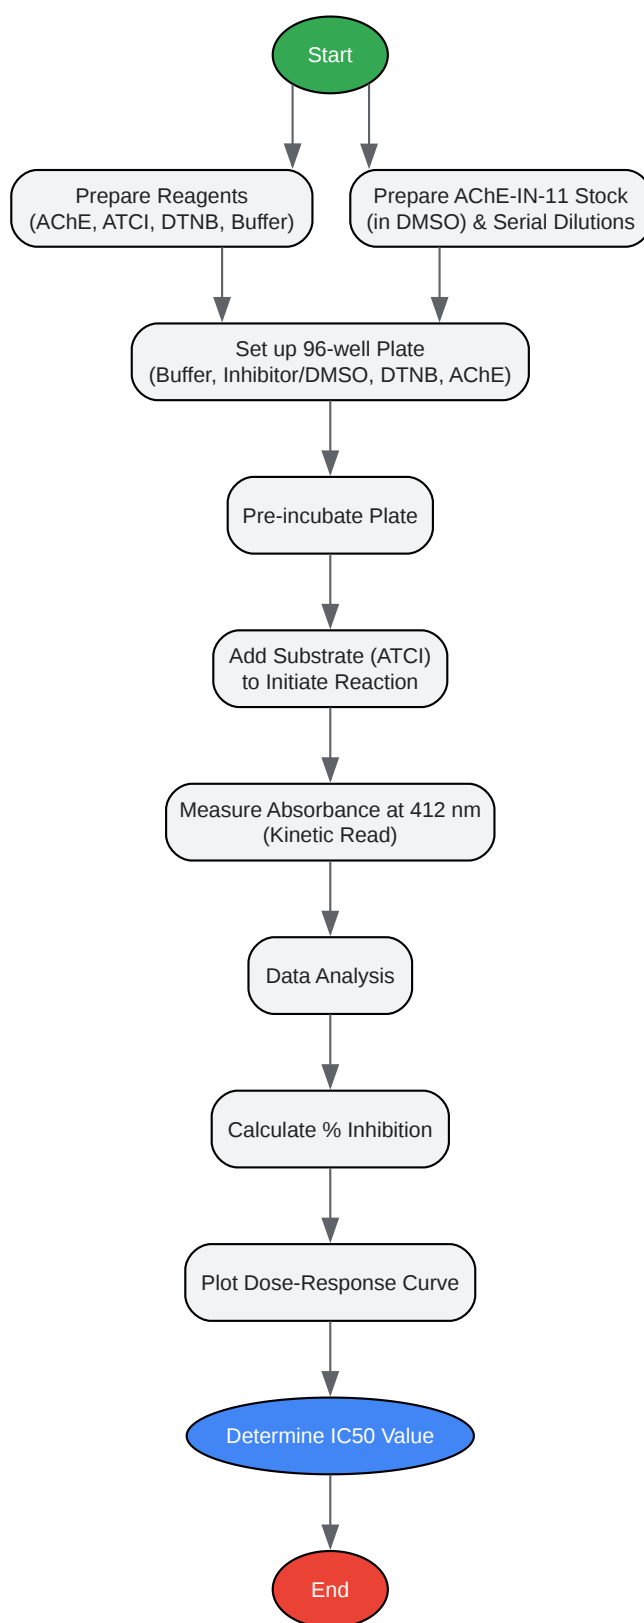 Start
Prepare Reagents
(AChE, ATCI, DTNB, Buffer)
Prepare AChE-IN-11 Stock
(in DMSO) & Serial Dilutions
Set up 96-well Plate
(Buffer, Inhibitor/DMSO, DTNB, AChE)
Pre-incubate Plate
Add Substrate (ATCI)
to Initiate Reaction
Measure Absorbance at 412 nm
(Kinetic Read)
Data Analysis
Calculate % Inhibition
Plot Dose-Response Curve
Determine IC50 Value
End